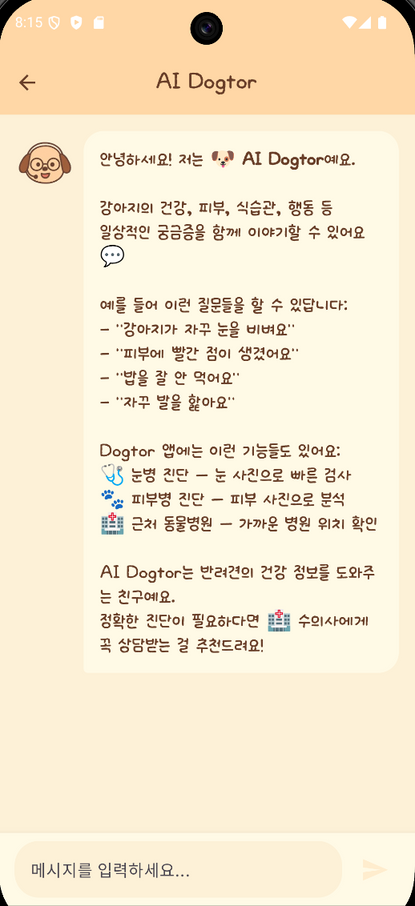 8:15
AI Dogtor
안녕하세요! 저는 🐶 AI Dogtor예요.
강아지의 건강, 피부, 식습관, 행동 등
일상적인 궁금증을 함께 이야기할 수 있어요
💬
예를 들어 이런 질문들을 할 수 있답니다:
- "강아지가 자꾸 눈을 비벼요"
- "피부에 빨간 점이 생겼어요"
- "밥을 잘 안 먹어요"
- "자꾸 발을 핥아요"
Dogtor 앱에는 이런 기능들도 있어요:
🩺 눈병 진단 – 눈 사진으로 빠른 검사
🐾 피부병 진단 – 피부 사진으로 분석
🏥 근처 동물병원 – 가까운 병원 위치 확인
AI Dogtor는 반려견의 건강 정보를 도와주
는 친구예요.
정확한 진단이 필요하다면 🏥 수의사에게
꼭 상담받는 걸 추천드려요!
메시지를 입력하세요...